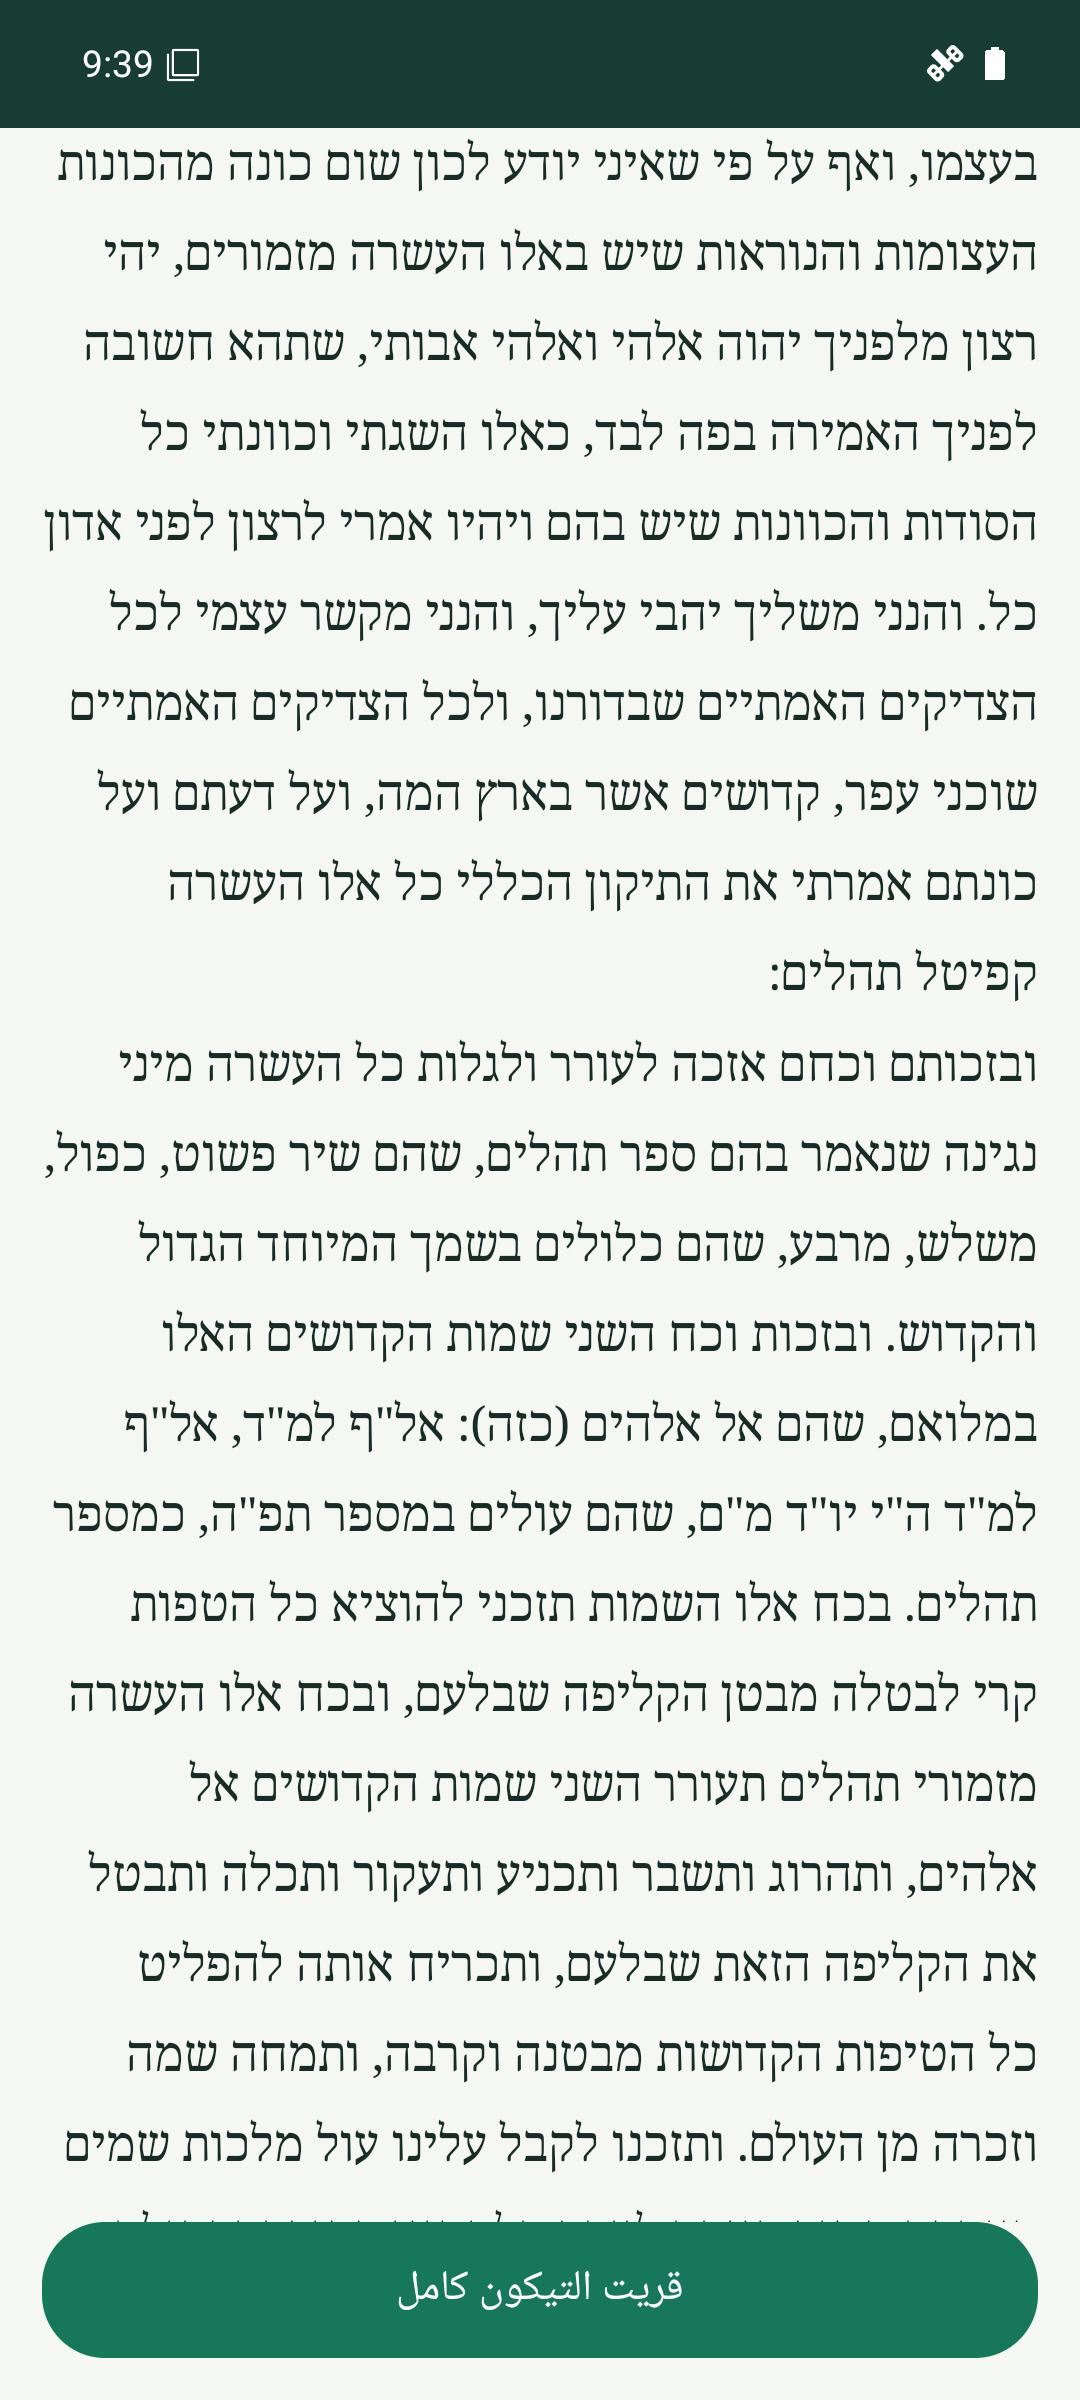 9:39
בעצמו, ואף על פי שאיני יודע לכון שום כונה מהכונות
העצומות והנוראות שיש באלו העשרה מזמורים, יהי
רצון מלפניך יהוה אלהי ואלהי אבותי, שתהא חשובה
לפניך האמירה בפה לבד, כאלו השגתי וכוונתי כל
הסודות והכוונות שיש בהם ויהיו אמרי לרצון לפני אדון
כל. והנני משליך יהבי עליך, והנני מקשר עצמי לכל
הצדיקים האמתיים שבדורנו, ולכל הצדיקים האמתיים
שוכני עפר, קדושים אשר בארץ המה, ועל דעתם ועל
כונתם אמרתי את התיקון הכללי כל אלו העשרה
קפיטל תהלים:
ובזכותם וכחם אזכה לעורר ולגלות כל העשרה מיני
נגינה שנאמר בהם ספר תהלים, שהם שיר פשוט, כפול,
משלש, מרבע, שהם כלולים בשמך המיוחד הגדול
והקדוש. ובזכות וכח השני שמות הקדושים האלו
במלואם, שהם אל אלהים (כזה): אל"ף למ"ד, אל"ף
למ"ד ה"י יו"ד מ"ם, שהם עולים במספר תפ"ה, כמספר
תהלים. בכח אלו השמות תזכני להוציא כל הטפות
קרי לבטלה מבטן הקליפה שבלעם, ובכח אלו העשרה
מזמורי תהלים תעורר השני שמות הקדושים אל
אלהים, ותהרוג ותשבר ותכניע ותעקור ותכלה ותבטל
את הקליפה הזאת שבלעם, ותכריח אותה להפליט
כל הטיפות הקדושות מבטנה וקרבה, ותמחה שמה
וזכרה מן העולם. ותזכנו לקבל עלינו עול מלכות שמים
قريت التيكون كامل